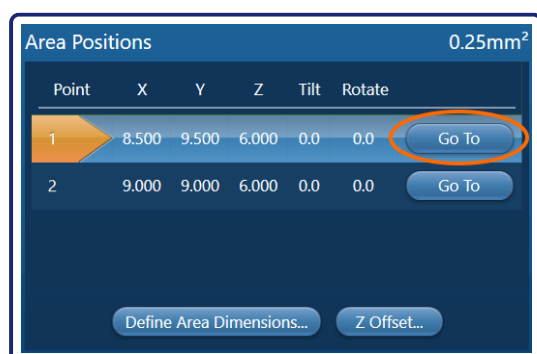 Area Positions 0.25mm²
Point X Y Z Tilt Rotate
1 8.500 9.500 6.000 0.0 0.0 Go To
2 9.000 9.000 6.000 0.0 0.0 Go To
Define Area Dimensions... Z Offset...